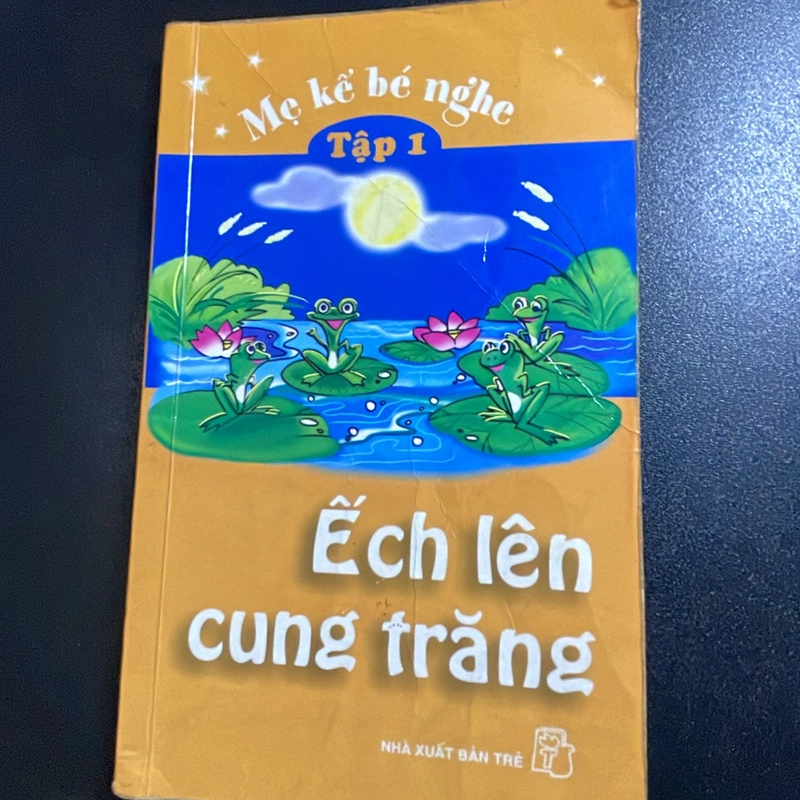 Mẹ kể bé nghe
Tập 1
Ếch lên
cung trăng
NHÀ XUẤT BẢN TRẺ